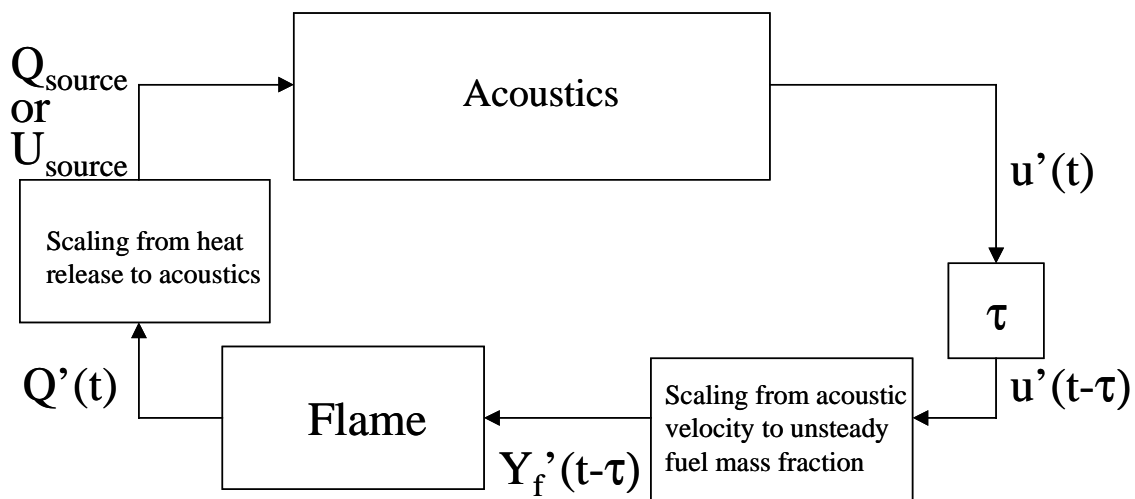 Q_source
or
U_source
Acoustics
u’(t)
Scaling from heat
release to acoustics
τ
Q’(t)
Flame
Scaling from acoustic
velocity to unsteady
fuel mass fraction
u’(t-τ)
Y_f’(t-τ)